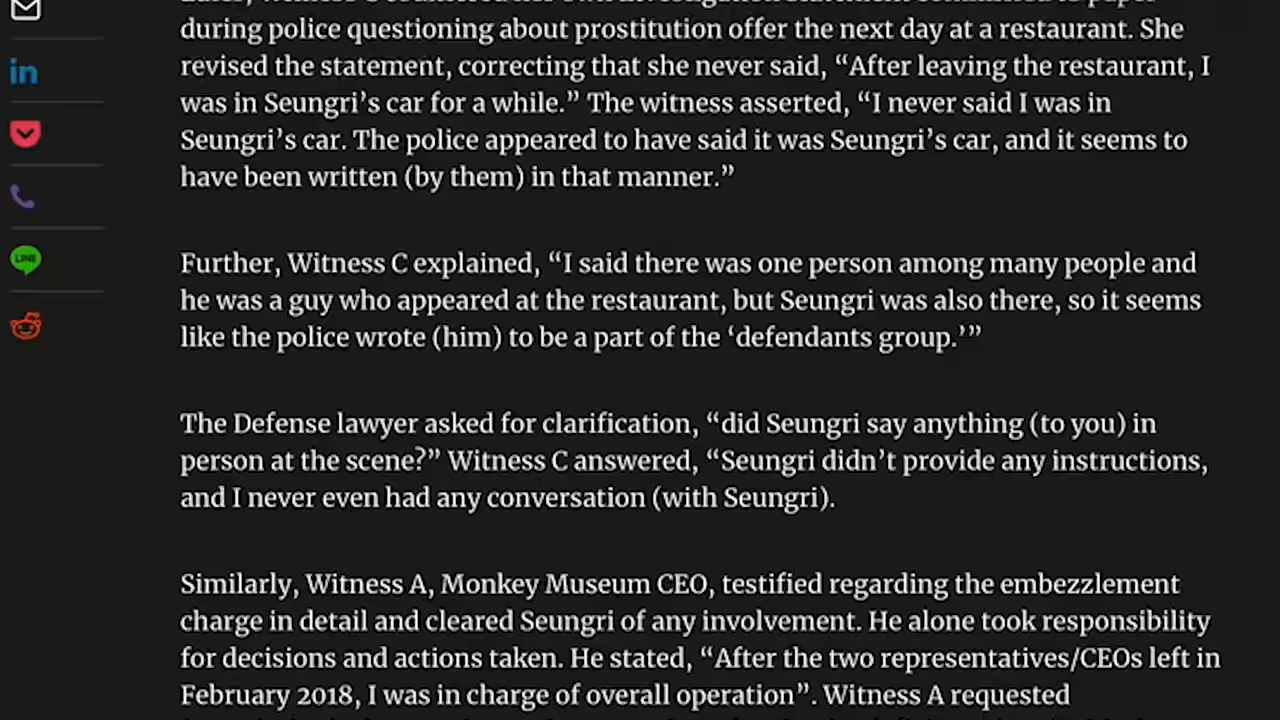 during police questioning about prostitution offer the next day at a restaurant. She
revised the statement, correcting that she never said, “After leaving the restaurant, I
was in Seungri’s car for a while.” The witness asserted, “I never said I was in
Seungri’s car. The police appeared to have said it was Seungri’s car, and it seems to
have been written (by them) in that manner.”
Further, Witness C explained, “I said there was one person among many people and
he was a guy who appeared at the restaurant, but Seungri was also there, so it seems
like the police wrote (him) to be a part of the ‘defendants group.’”
The Defense lawyer asked for clarification, “did Seungri say anything (to you) in
person at the scene?” Witness C answered, “Seungri didn’t provide any instructions,
and I never even had any conversation (with Seungri).
Similarly, Witness A, Monkey Museum CEO, testified regarding the embezzlement
charge in detail and cleared Seungri of any involvement. He alone took responsibility
for decisions and actions taken. He stated, “After the two representatives/CEOs left in
February 2018, I was in charge of overall operation”. Witness A requested
in
LINE